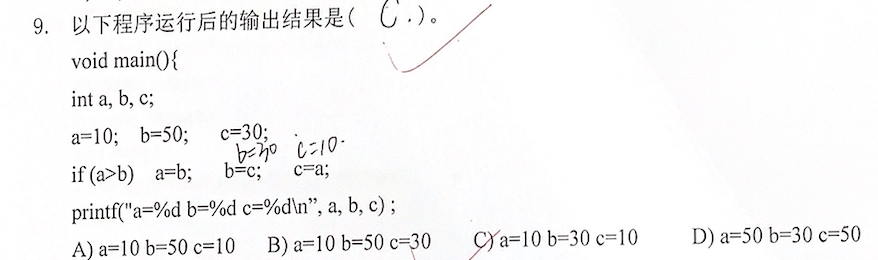 9. 以下程序运行后的输出结果是( C.)。
void main(){
int a, b, c;
a=10; b=50; c=30;
b=30 c=10.
if (a>b) a=b; b=c; c=a;
printf("a=%d b=%d c=%d\n”, a, b, c) ;
A) a=10 b=50 c=10 B) a=10 b=50 c=30 C) a=10 b=30 c=10 D) a=50 b=30 c=50